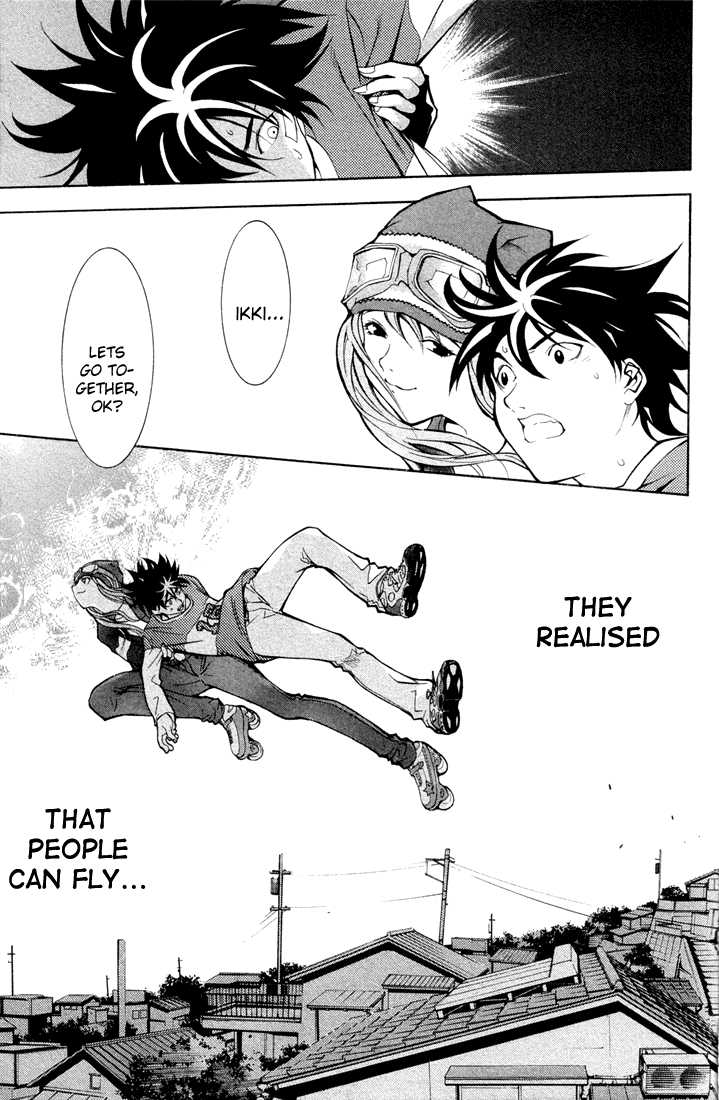 IKKI...
LETS
GO TO-
GETHER,
OK?
THEY
REALISED
THAT
PEOPLE
CAN FLY...